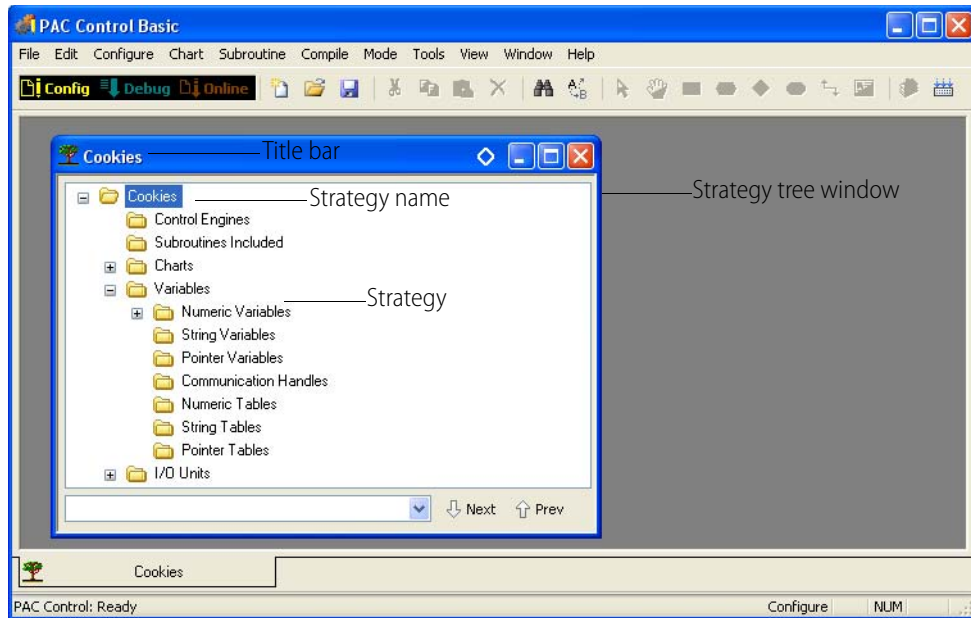 PAC Control Basic
File Edit Configure Chart Subroutine Compile Mode Tools View Window Help
Config Debug Online
A B
Cookies Title bar
Cookies Strategy name Strategy tree window
Control Engines
Subroutines Included
Charts
Variables
Strategy
Numeric Variables
String Variables
Pointer Variables
Communication Handles
Numeric Tables
String Tables
Pointer Tables
I/O Units
Next Prev
Cookies
PAC Control: Ready Configure NUM